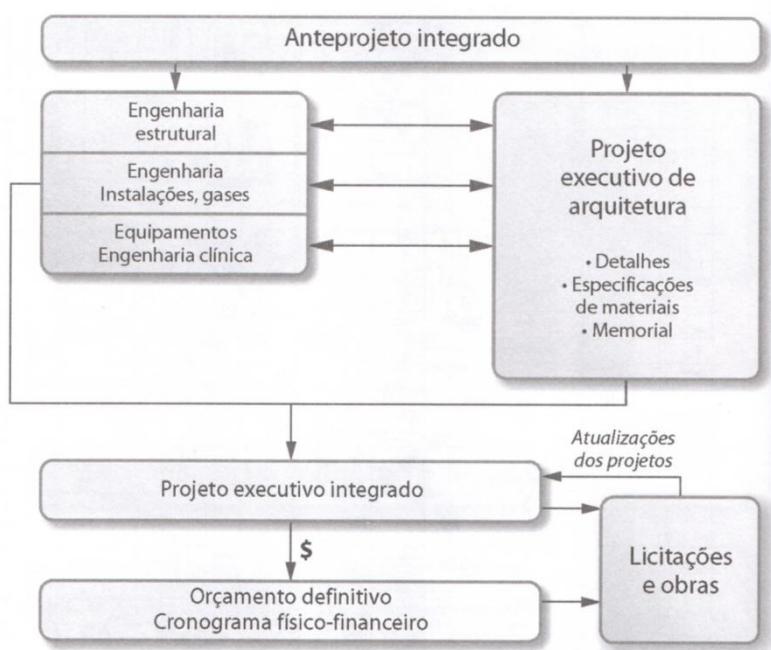 Anteprojeto integrado
Engenharia
estrutural
Engenharia
Instalações, gases
Equipamentos
Engenharia clínica
Projeto
executivo de
arquitetura
• Detalhes
• Especificações
de materiais
• Memorial
Atualizações
dos projetos
Projeto executivo integrado
$
Licitações
e obras
Orçamento definitivo
Cronograma físico-financeiro